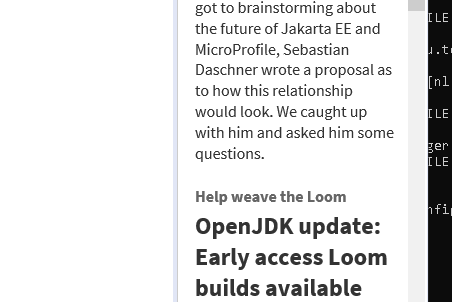 got to brainstorming about
the future of Jakarta EE and
MicroProfile, Sebastian
Daschner wrote a proposal as
to how this relationship
would look. We caught up
with him and asked him some
questions.
Help weave the Loom
OpenJDK update:
Early access Loom
builds available
ILE
[nl
ILE
ger
ILE